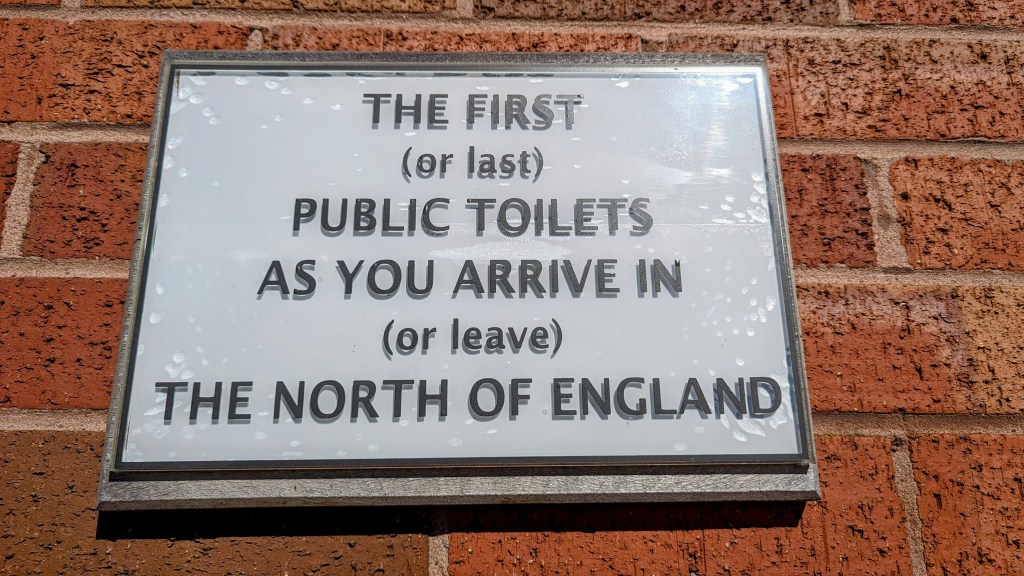 THE FIRST
(or last)
PUBLIC TOILETS
AS YOU ARRIVE IN
(or leave)
THE NORTH OF ENGLAND